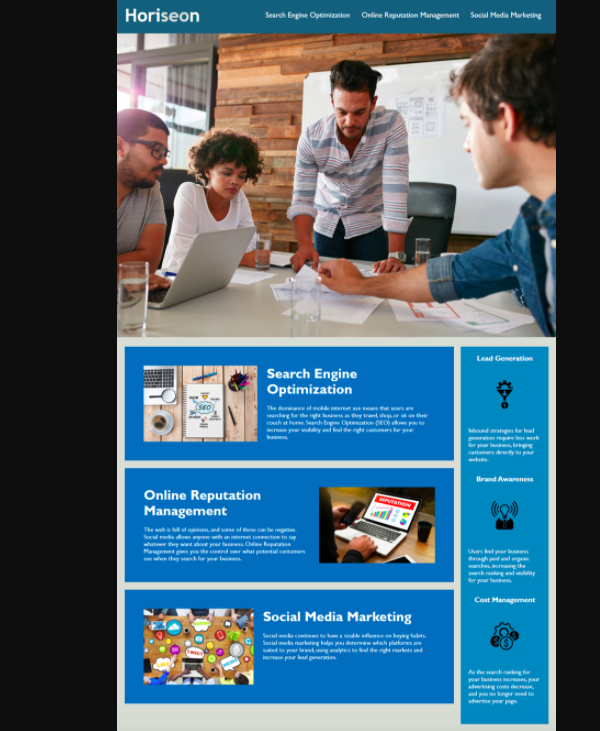 Horiseon
Search Engine Optimization
Online Reputation Management
Social Media Marketing
Search Engine
Optimization
The dominance of mobile internet use means that users are
searching for the right business as they travel, shop, or sit on their
couch at home. Search Engine Optimization (SEO) allows you to
increase your visibility and find the right customers for your
business.
SEO
Online Reputation
Management
The web is full of opinions, and some of these can be negative.
Social media allows anyone with an internet connection to say
whatever they want about your business. Online Reputation
Management gives you the control over what potential customers
see when they search for your business.
REPUTATION
Social Media Marketing
Social media continues to have a sizable influence on buying habits.
Social media marketing helps you determine which platforms are
suited to your brand, using analytics to find the right markets and
increase your lead generation.
TWEET
Lead Generation
Inbound strategies for lead
generation require less work
for your business, bringing
customers directly to your
website.
Brand Awareness
Users find your business
through paid and organic
searches, increasing the
search ranking and visibility
for your business.
Cost Management
As the search ranking for
your business increases, your
advertising costs decrease,
and you no longer need to
advertise your page.